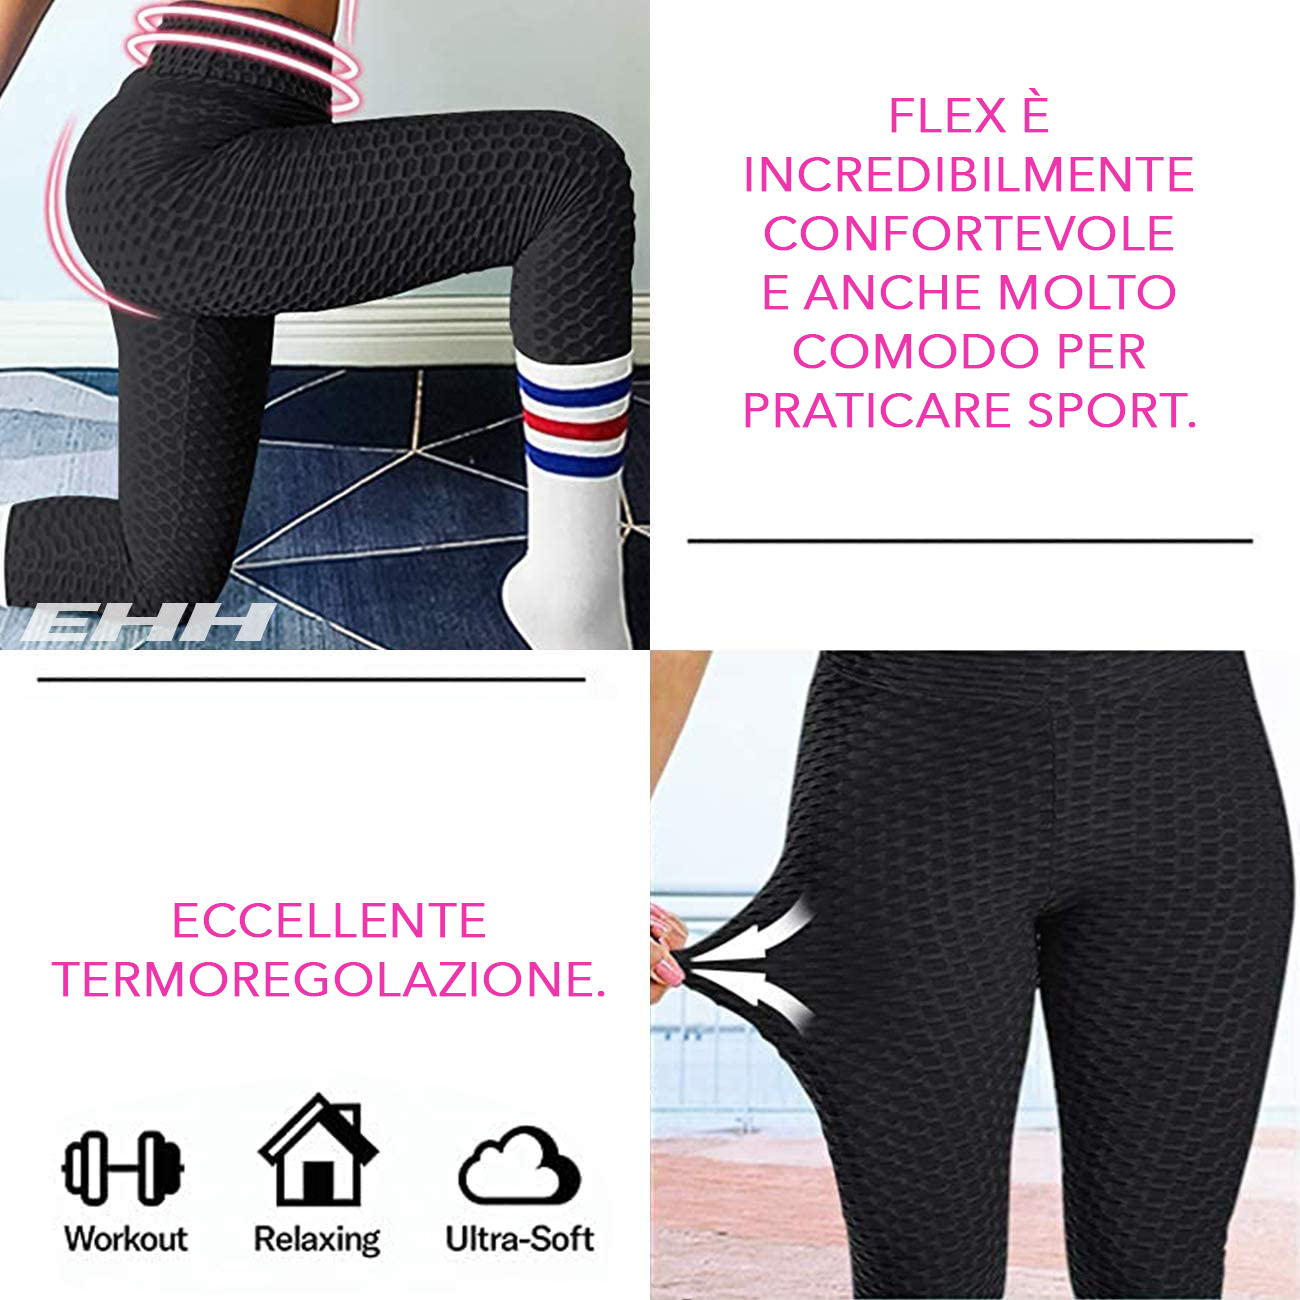 FLEX È
INCREDIBILMENTE
CONFORTEVOLE
E ANCHE MOLTO
COMODO PER
PRATICARE SPORT.
EHH
ECCELLENTE
TERMOREGOLAZIONE.
Workout
Relaxing
Ultra-Soft